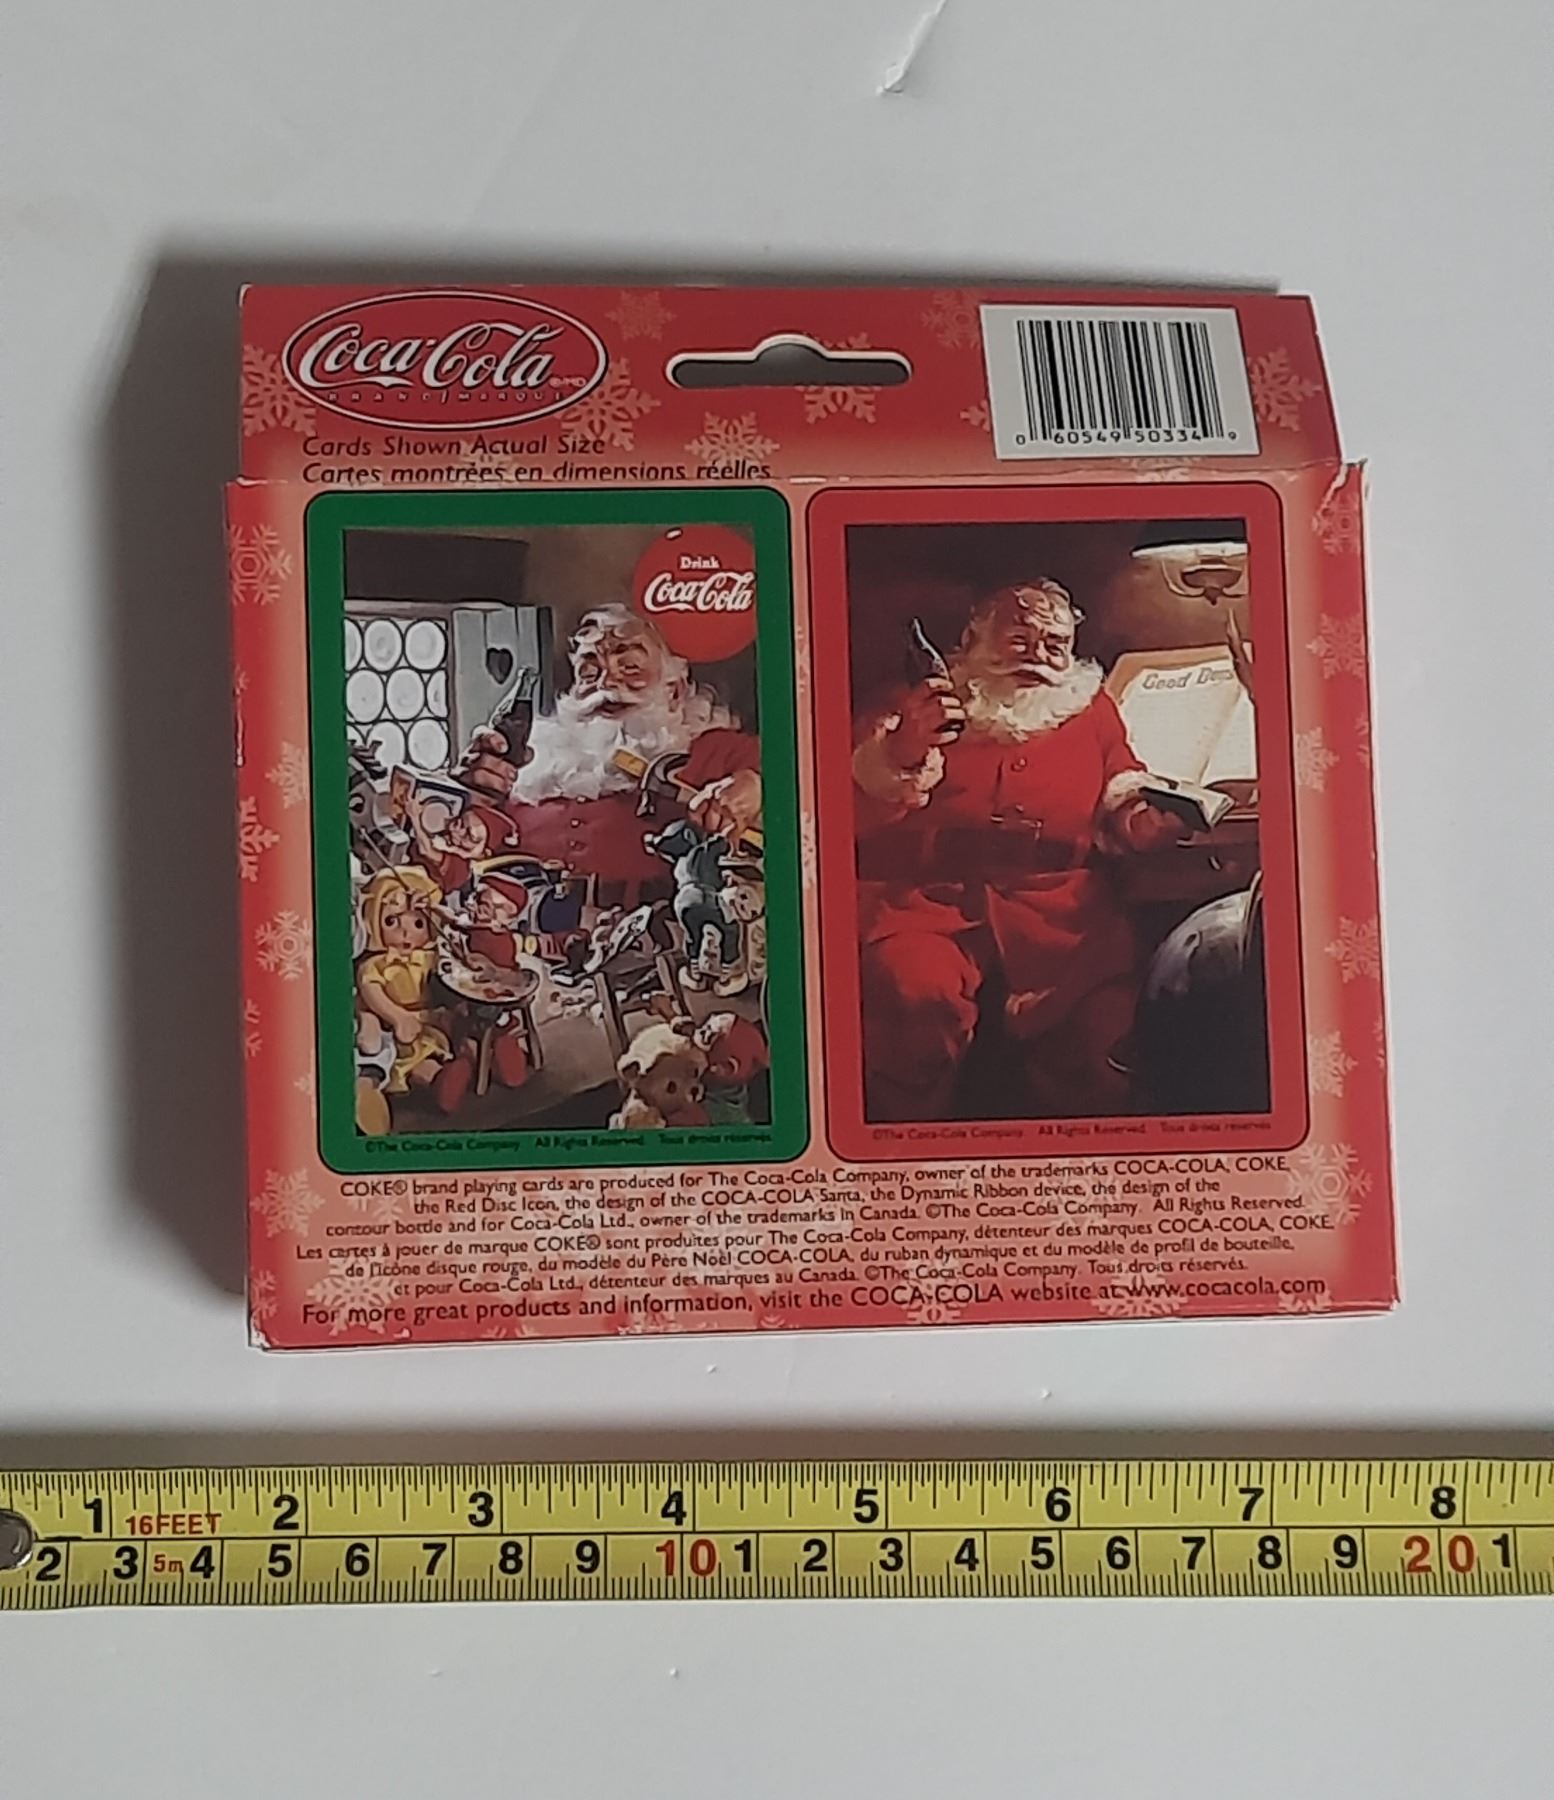 Coca-Cola
BRAND/MARQUE
Cards Shown Actual Size
Cartes montrées en dimensions réelles
0 60549 50334 9
Drink
Coca-Cola
Good Boys
©The Coca-Cola Company. All Rights Reserved. Tous droits réservés.
©The Coca-Cola Company. All Rights Reserved. Tous droits réservés.
COKE® brand playing cards are produced for The Coca-Cola Company, owner of the trademarks COCA-COLA, COKE,
the Red Disc Icon, the design of the COCA-COLA Santa, the Dynamic Ribbon device, the design of the
contour bottle and for Coca-Cola Ltd., owner of the trademarks in Canada. ©The Coca-Cola Company. All Rights Reserved.
Les cartes à jouer de marque COKE® sont produites pour The Coca-Cola Company, détenteur des marques COCA-COLA, COKE,
de l'icône disque rouge, du modèle du Père Noël COCA-COLA, du ruban dynamique et du modèle de profil de bouteille,
et pour Coca-Cola Ltd., détenteur des marques au Canada. ©The Coca-Cola Company. Tous droits réservés.
For more great products and information, visit the COCA-COLA website at www.cocacola.com
1 16FEET 2 3 4 5 6 7 8
2 3 5m 4 5 6 7 8 9 10 1 2 3 4 5 6 7 8 9 20 1